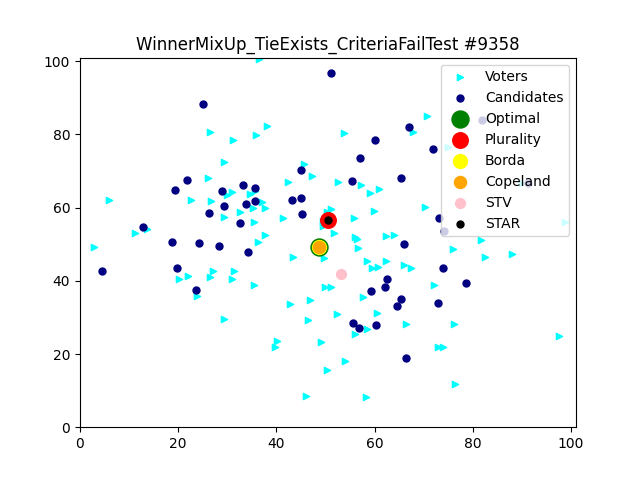 WinnerMixUp_TieExists_CriteriaFailTest #9358
100
80
60
40
20
0
0 20 40 60 80 100
Voters
Candidates
Optimal
Plurality
Borda
Copeland
STV
STAR